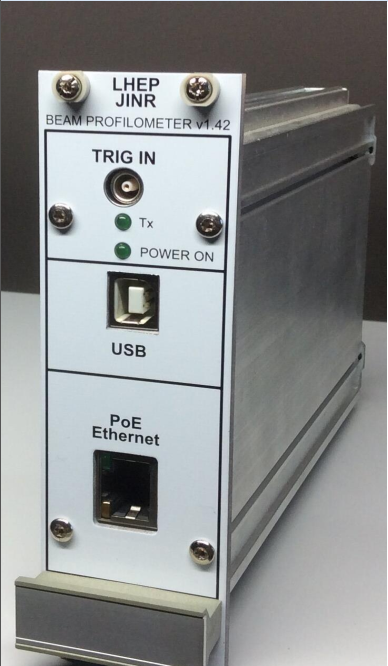 LHEP
JINR
BEAM PROFILOMETER v1.42
TRIG IN
Tx
POWER ON
USB
PoE
Ethernet